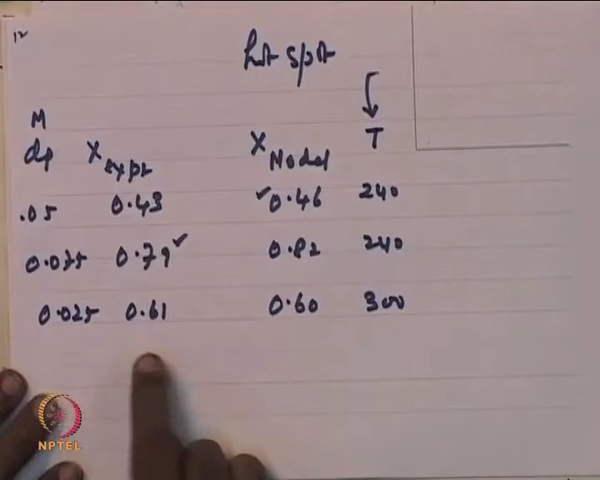 12
hot spot
M
dp X expt X Model T
.05 0.43 0.46 240
0.035 0.79 0.82 240
0.025 0.61 0.60 300
NPTEL